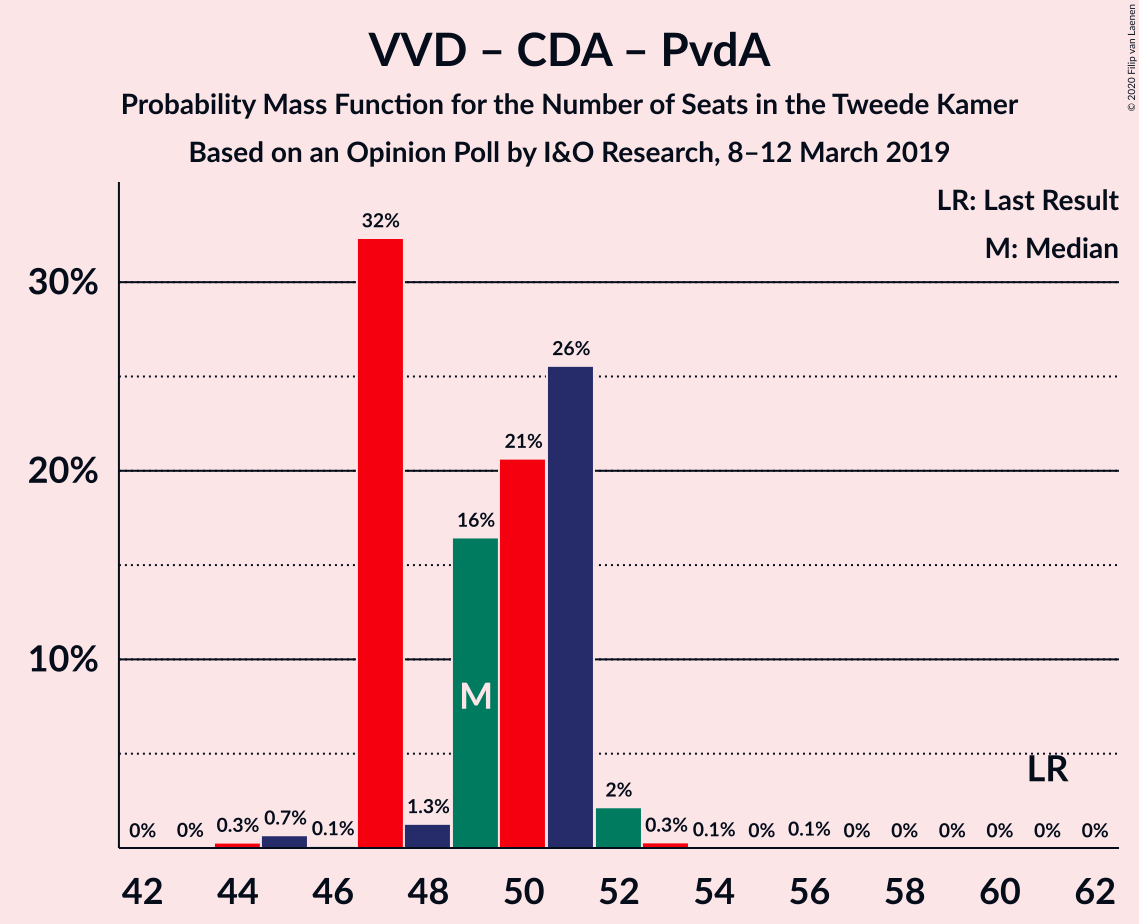 VVD – CDA – PvdA
Probability Mass Function for the Number of Seats in the Tweede Kamer
Based on an Opinion Poll by I&O Research, 8–12 March 2019
© 2020 Filip van Laenen
LR: Last Result
M: Median
30%
20%
10%
0% 0% 0.3% 0.7% 0.1% 32% 1.3% 16% 21% 26% 2% 0.3% 0.1% 0% 0.1% 0% 0% 0% 0% 0% 0%
M
LR
42 44 46 48 50 52 54 56 58 60 62